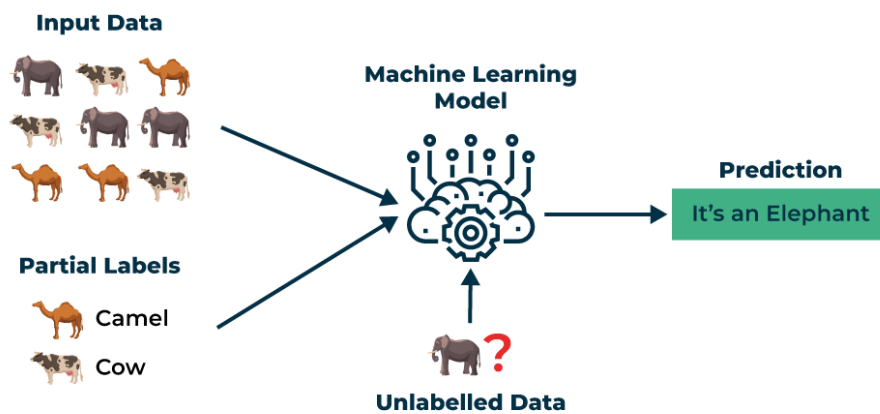 Input Data
Machine Learning
Model
Prediction
It’s an Elephant
Partial Labels
Camel
Cow
?
Unlabelled Data